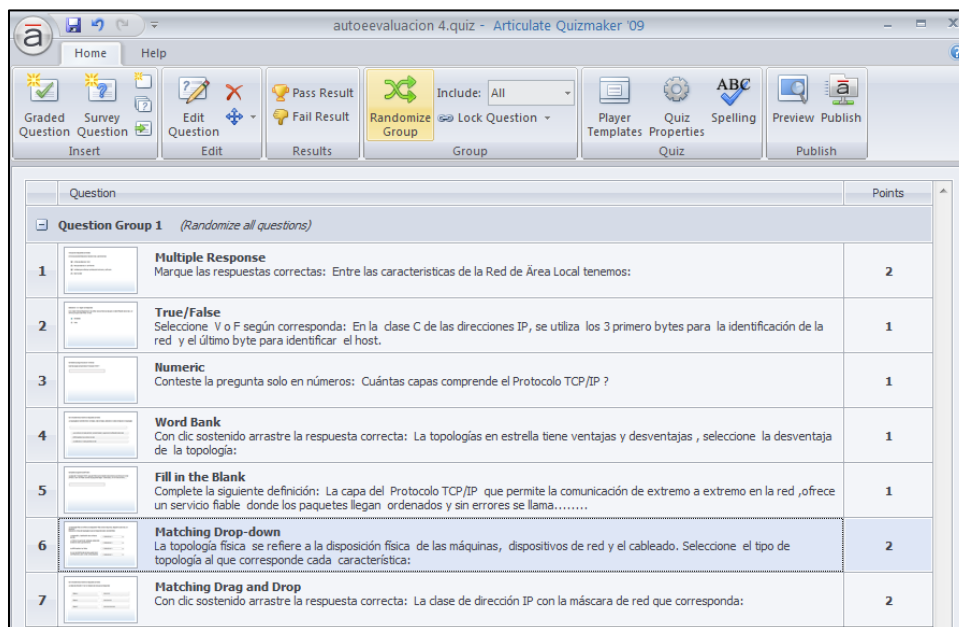 autoeevaluacion 4.quiz - Articulate Quizmaker '09
Home Help
Graded Question
Survey Question
Insert
Edit Question
Edit
Pass Result
Fail Result
Results
Randomize Group
Include: All
Lock Question
Group
Player Templates
Quiz Properties
ABC
Spelling
Quiz
Preview
Publish
Publish
Question Points
Question Group 1 (Randomize all questions)
1
Multiple Response
Marque las respuestas correctas: Entre las caracteristicas de la Red de Ärea Local tenemos:
2
2
True/False
Seleccione V o F según corresponda: En la clase C de las direcciones IP, se utiliza los 3 primero bytes para la identificación de la
red y el último byte para identificar el host.
1
3
Numeric
Conteste la pregunta solo en números: Cuántas capas comprende el Protocolo TCP/IP ?
1
4
Word Bank
Con clic sostenido arrastre la respuesta correcta: La topologías en estrella tiene ventajas y desventajas , seleccione la desventaja
de la topología:
1
5
Fill in the Blank
Complete la siguiente definición: La capa del Protocolo TCP/IP que permite la comunicación de extremo a extremo en la red ,ofrece
un servicio fiable donde los paquetes llegan ordenados y sin errores se llama........
1
6
Matching Drop-down
La topología física se refiere a la disposición física de las máquinas, dispositivos de red y el cableado. Seleccione el tipo de
topología al que corresponde cada característica:
2
7
Matching Drag and Drop
Con clic sostenido arrastre la respuesta correcta: La clase de dirección IP con la máscara de red que corresponda:
2